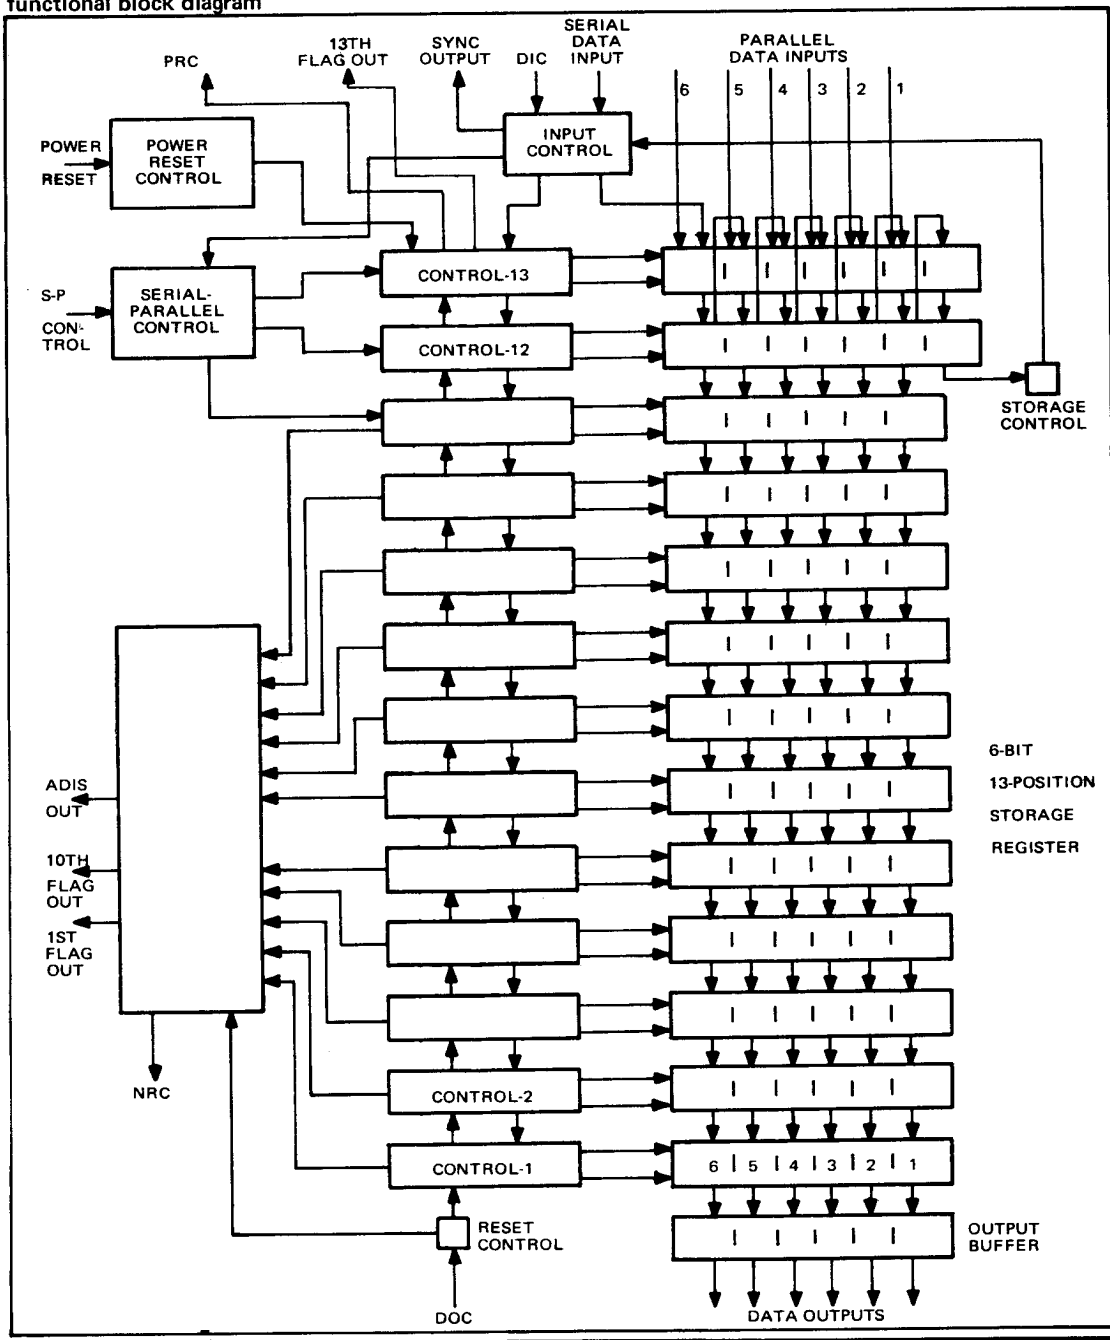 functional block diagram
PRC
13TH
FLAG OUT
SYNC
OUTPUT
DIC
SERIAL
DATA
INPUT
PARALLEL
DATA INPUTS
6 5 4 3 2 1
POWER
RESET
POWER
RESET
CONTROL
INPUT
CONTROL
S-P
CON-
TROL
SERIAL-
PARALLEL
CONTROL
CONTROL-13
CONTROL-12
STORAGE
CONTROL
ADIS
OUT
10TH
FLAG
OUT
1ST
FLAG
OUT
NRC
6-BIT
13-POSITION
STORAGE
REGISTER
CONTROL-2
CONTROL-1
6 5 4 3 2 1
RESET
CONTROL
OUTPUT
BUFFER
DOC
DATA OUTPUTS